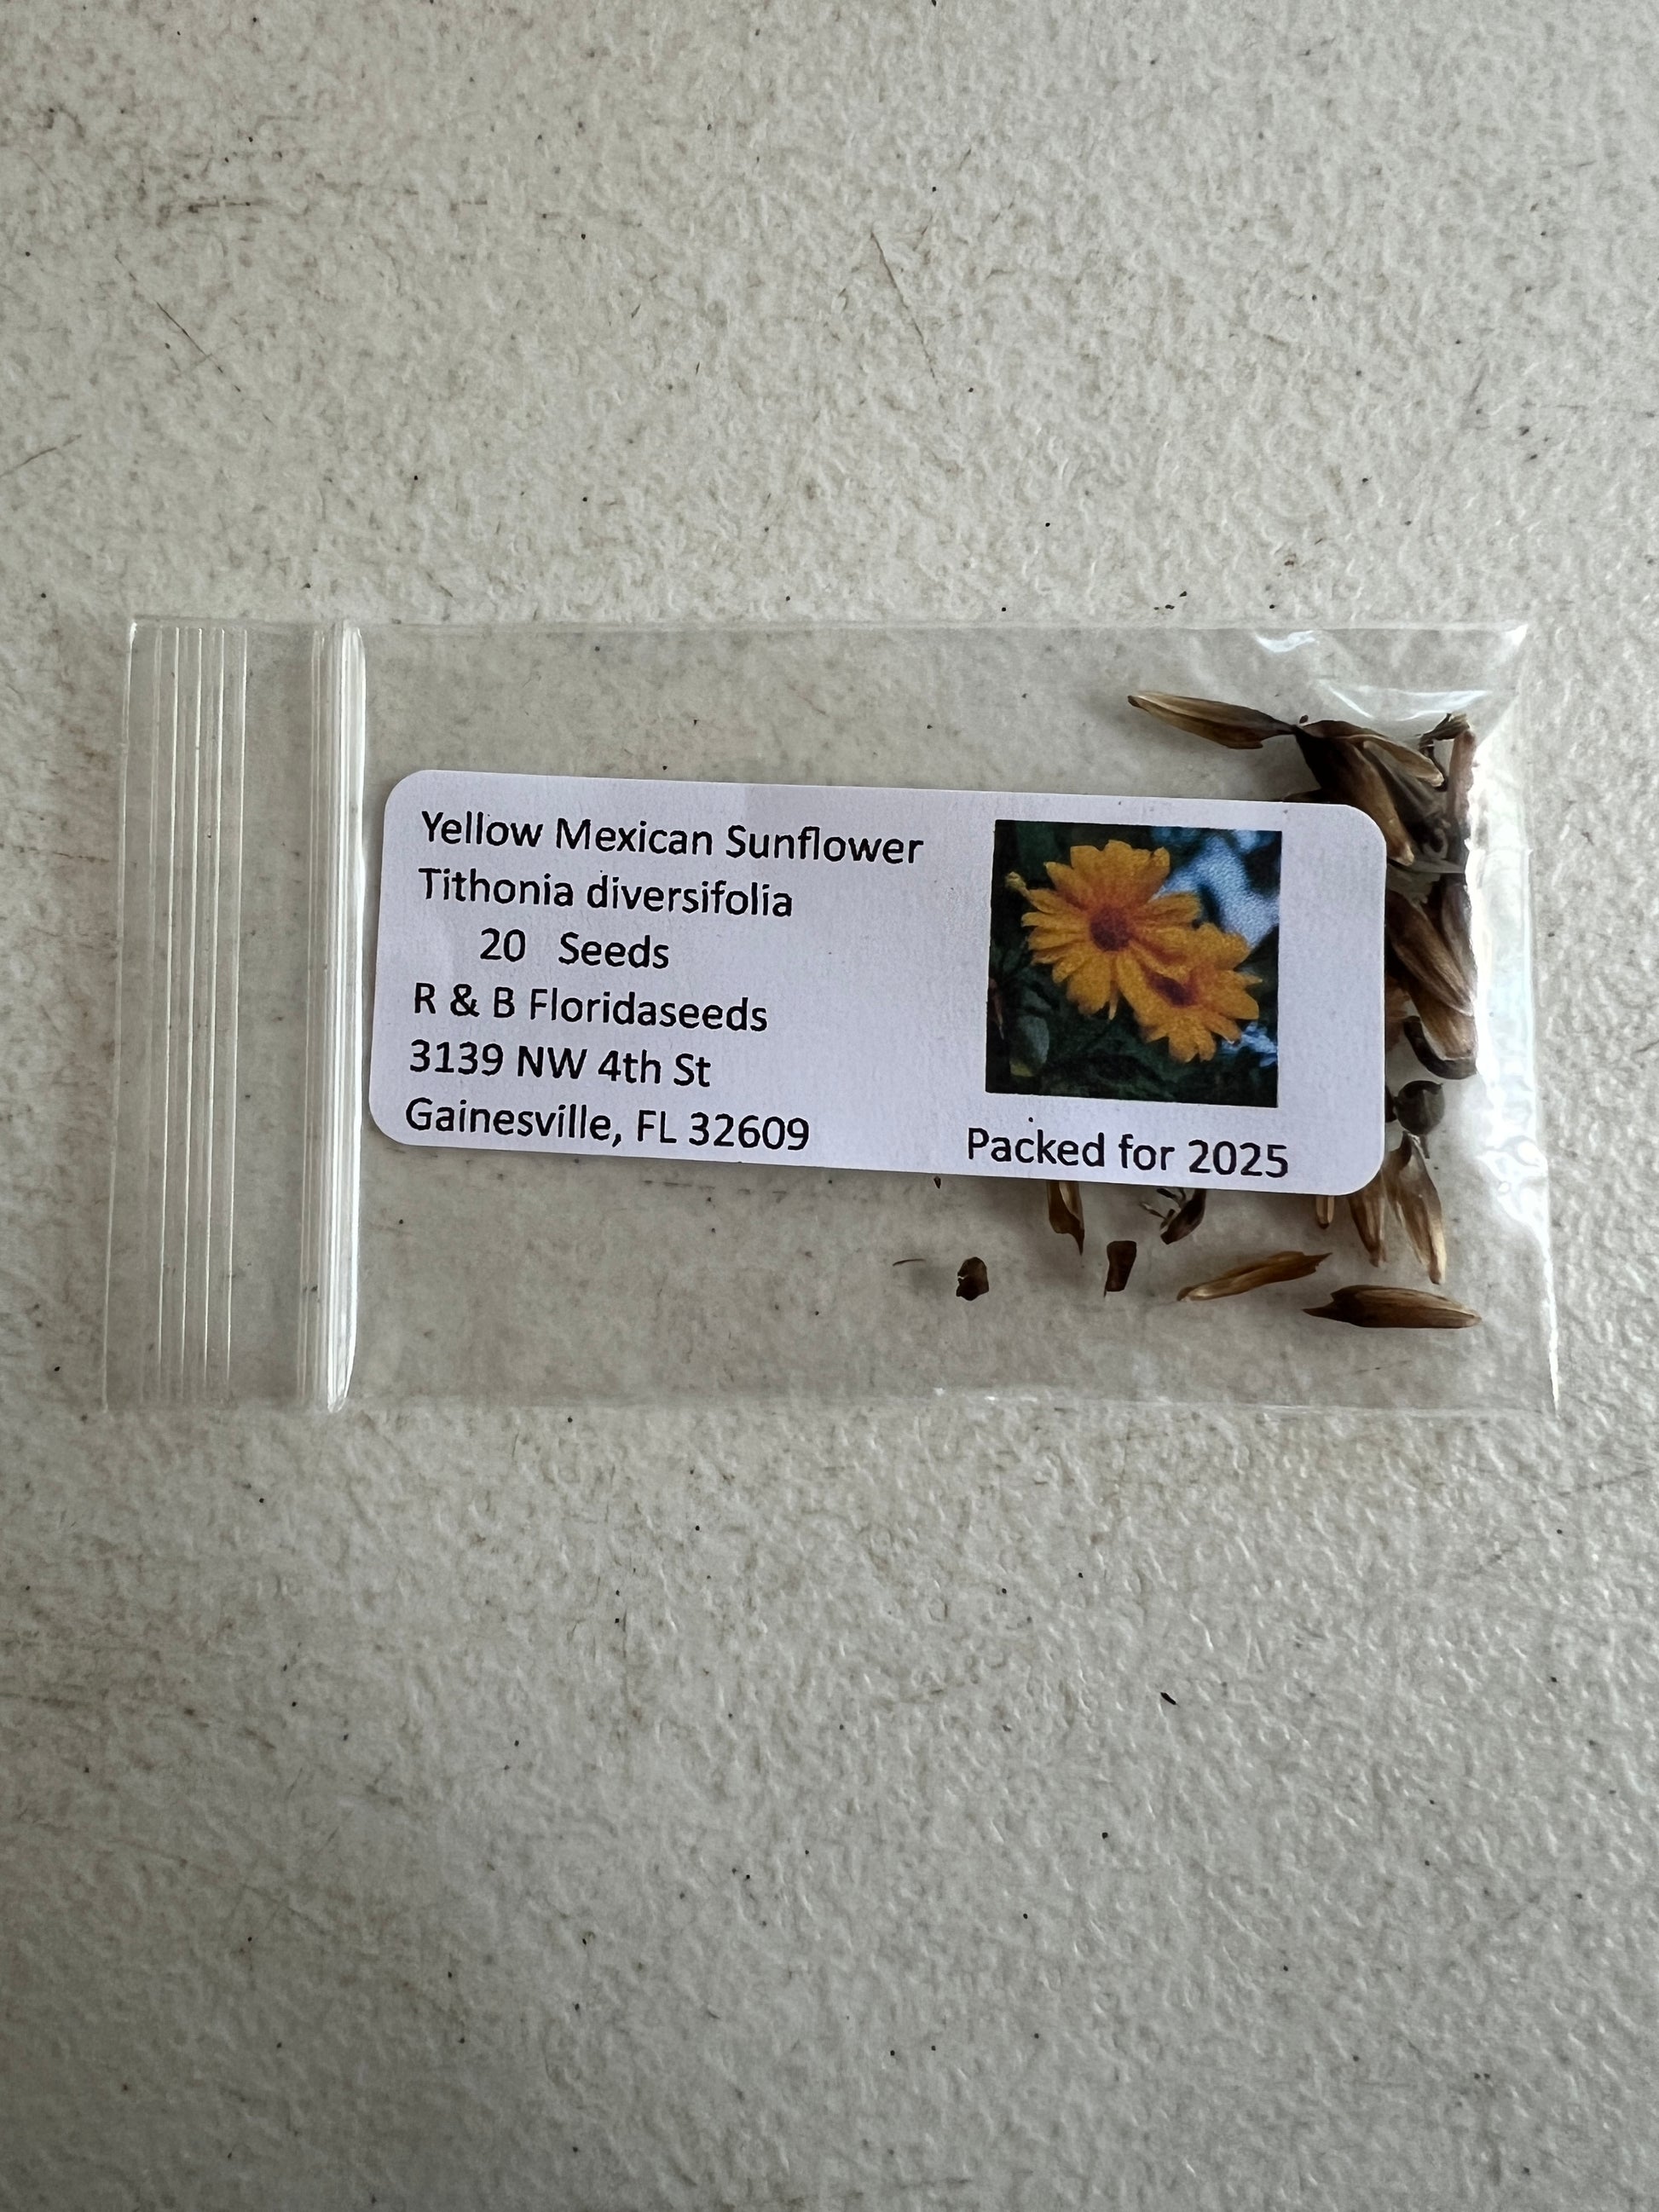 Yellow Mexican Sunflower
Tithonia diversifolia
20 Seeds
R & B Floridaseeds
3139 NW 4th St
Gainesville, FL 32609
Packed for 2025